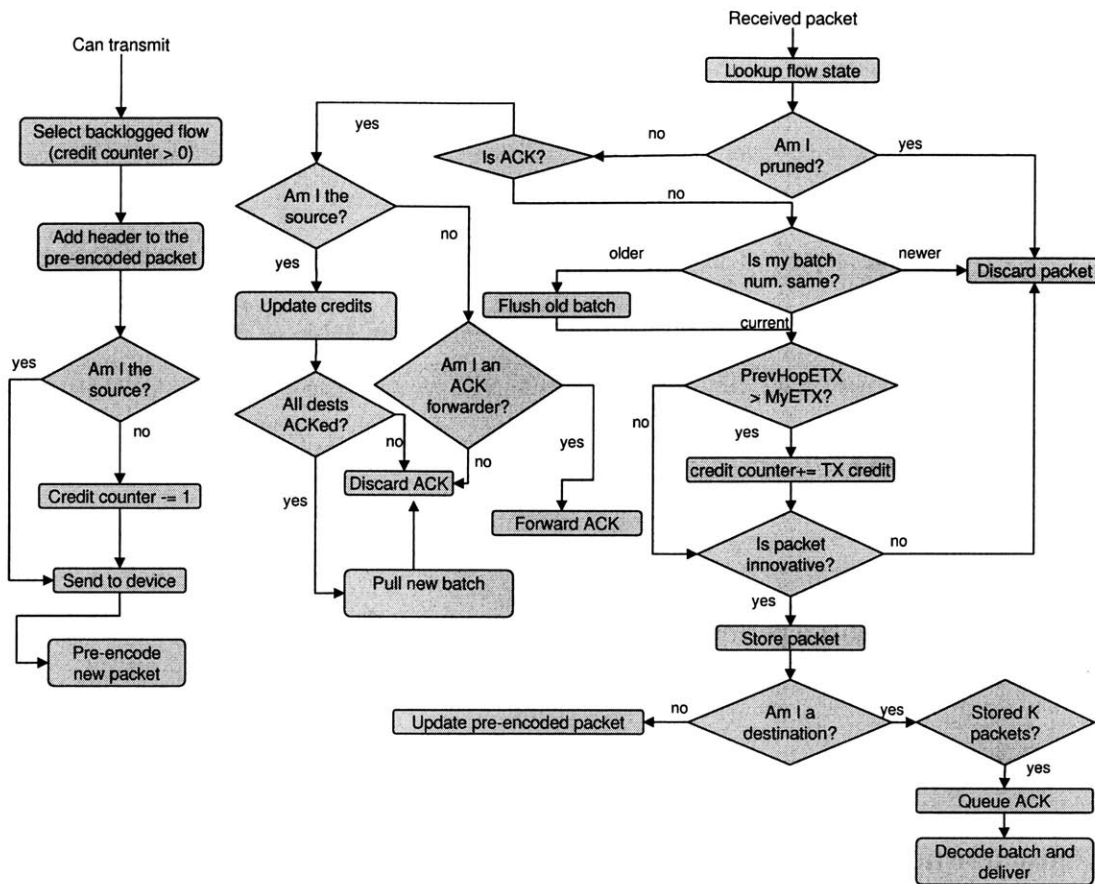 Can transmit
Select backlogged flow
(credit counter > 0)
Add header to the
pre-encoded packet
Am I the
source?
yes
no
Credit counter -= 1
Send to device
Pre-encode
new packet
Received packet
Lookup flow state
Am I
pruned?
no
yes
Is ACK?
yes
no
Am I the
source?
no
yes
Update credits
All dests
ACKed?
no
yes
Am I an
ACK
forwarder?
no
yes
Discard ACK
Forward ACK
Pull new batch
Is my batch
num. same?
older
newer
Flush old batch
current
Discard packet
PrevHopETX
> MyETX?
no
yes
credit counter+= TX credit
Is packet
innovative?
no
yes
Store packet
Am I a
destination?
no
yes
Update pre-encoded packet
Stored K
packets?
yes
Queue ACK
Decode batch and
deliver